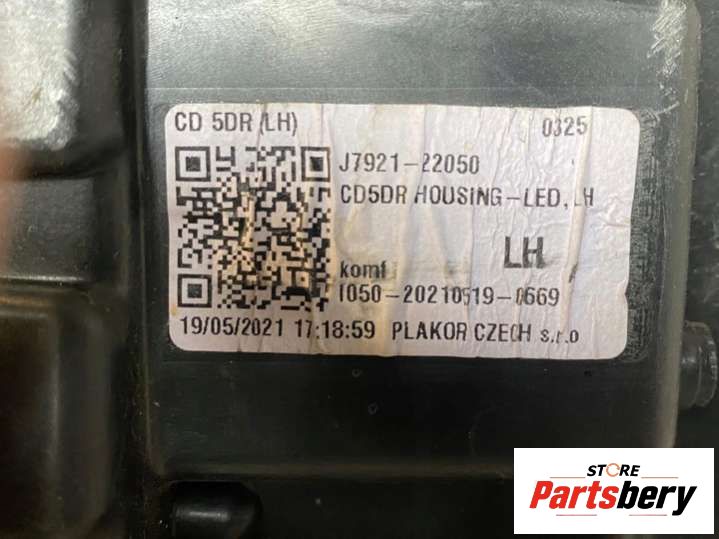 CD 5DR (LH) 0325
J7921-22050
CD5DR HOUSING-LED, LH
LH
komf
I050-20210519-0669
19/05/2021 17:18:59 PLAKOR CZECH s.r.o
STORE
Partsbery